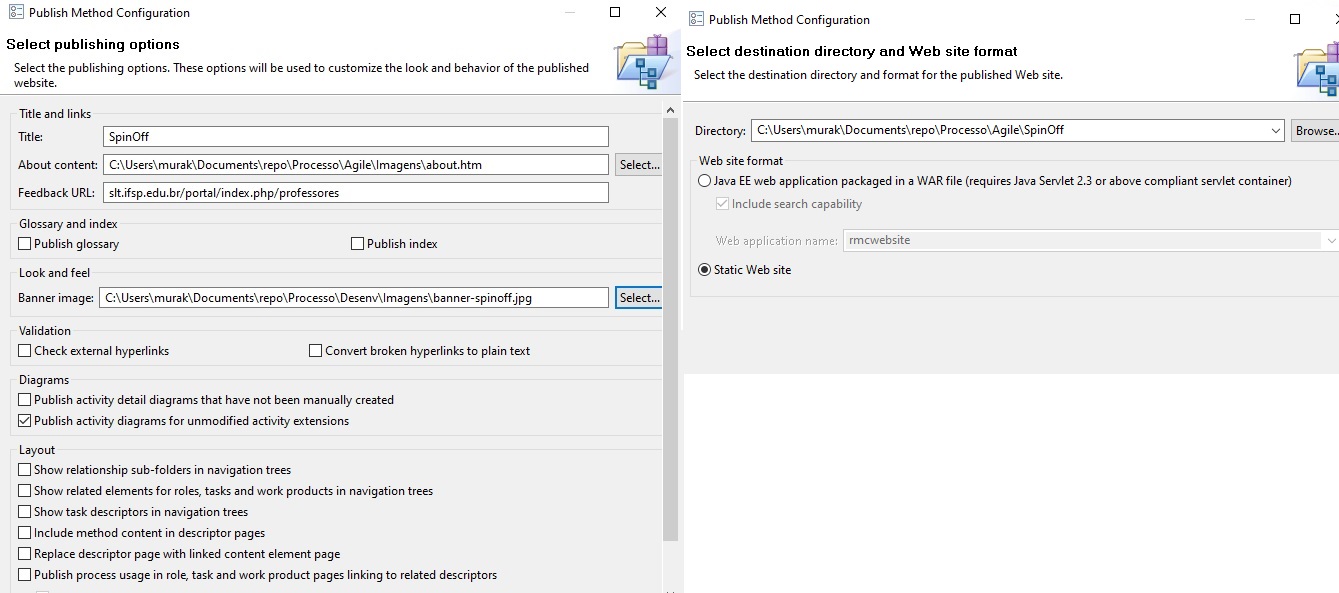 Publish Method Configuration
Select publishing options
Select the publishing options. These options will be used to customize the look and behavior of the published
website.
Title and links
Title: SpinOff
About content: C:\Users\murak\Documents\repo\Processo\Agile\Imagens\about.htm Select...
Feedback URL: slt.ifsp.edu.br/portal/index.php/professores
Glossary and index
Publish glossary Publish index
Look and feel
Banner image: C:\Users\murak\Documents\repo\Processo\Desenv\Imagens\banner-spinoff.jpg Select...
Validation
Check external hyperlinks Convert broken hyperlinks to plain text
Diagrams
Publish activity detail diagrams that have not been manually created
Publish activity diagrams for unmodified activity extensions
Layout
Show relationship sub-folders in navigation trees
Show related elements for roles, tasks and work products in navigation trees
Show task descriptors in navigation trees
Include method content in descriptor pages
Replace descriptor page with linked content element page
Publish process usage in role, task and work product pages linking to related descriptors
Publish Method Configuration
Select destination directory and Web site format
Select the destination directory and format for the published Web site.
Directory: C:\Users\murak\Documents\repo\Processo\Agile\SpinOff Browse..
Web site format
Java EE web application packaged in a WAR file (requires Java Servlet 2.3 or above compliant servlet container)
Include search capability
Web application name: rmcwebsite
Static Web site